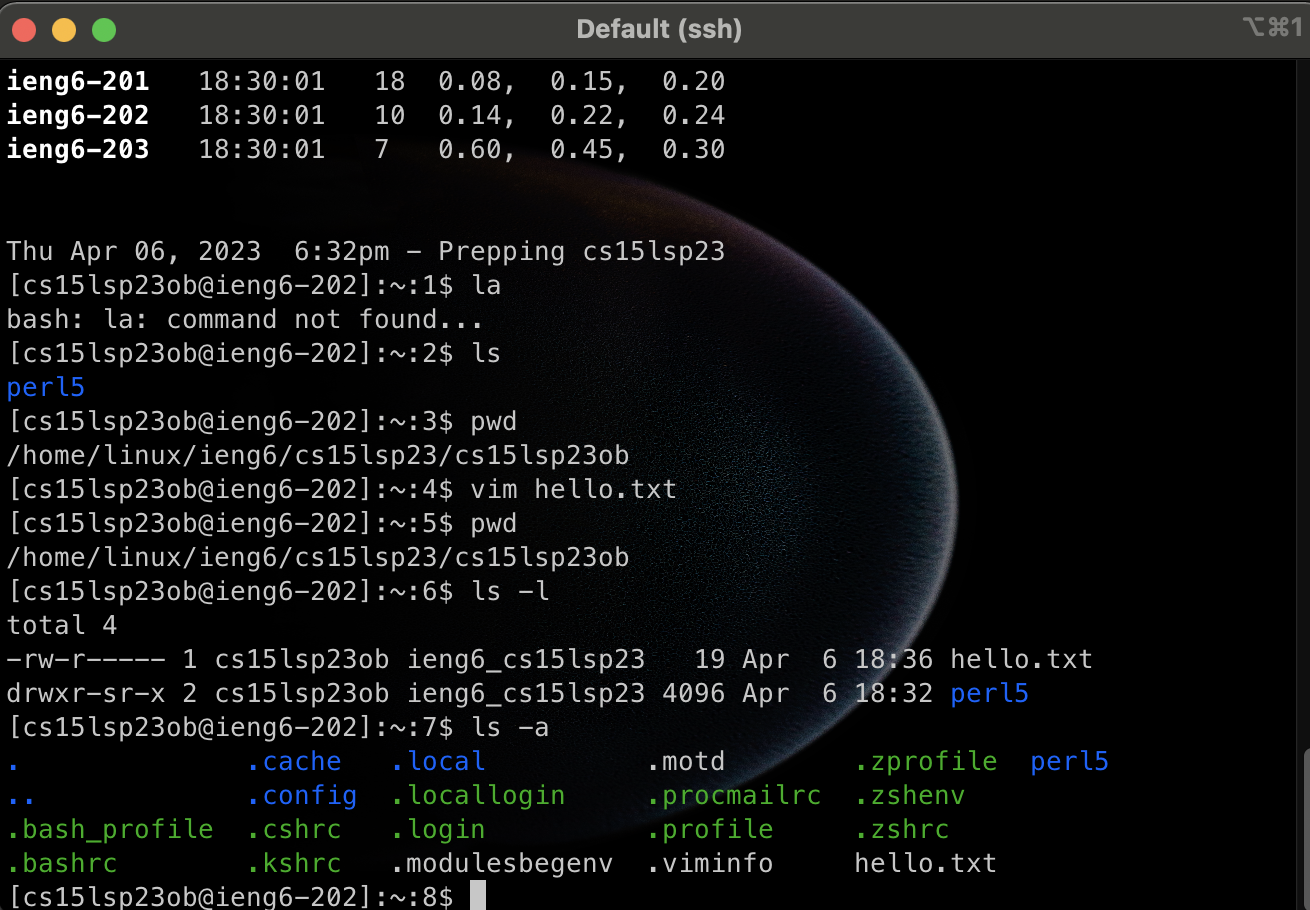 Default (ssh) ⌥⌘1
ieng6-201   18:30:01   18  0.08,  0.15,  0.20
ieng6-202   18:30:01   10  0.14,  0.22,  0.24
ieng6-203   18:30:01   7   0.60,  0.45,  0.30
Thu Apr 06, 2023  6:32pm - Prepping cs15lsp23
[cs15lsp23ob@ieng6-202]:~:1$ la
bash: la: command not found...
[cs15lsp23ob@ieng6-202]:~:2$ ls
perl5
[cs15lsp23ob@ieng6-202]:~:3$ pwd
/home/linux/ieng6/cs15lsp23/cs15lsp23ob
[cs15lsp23ob@ieng6-202]:~:4$ vim hello.txt
[cs15lsp23ob@ieng6-202]:~:5$ pwd
/home/linux/ieng6/cs15lsp23/cs15lsp23ob
[cs15lsp23ob@ieng6-202]:~:6$ ls -l
total 4
-rw-r----- 1 cs15lsp23ob ieng6_cs15lsp23   19 Apr  6 18:36 hello.txt
drwxr-sr-x 2 cs15lsp23ob ieng6_cs15lsp23 4096 Apr  6 18:32 perl5
[cs15lsp23ob@ieng6-202]:~:7$ ls -a
.              .cache   .local           .motd        .zprofile  perl5
..             .config  .locallogin      .procmailrc  .zshenv
.bash_profile  .cshrc   .login           .profile     .zshrc
.bashrc        .kshrc   .modulesbegenv   .viminfo     hello.txt
[cs15lsp23ob@ieng6-202]:~:8$